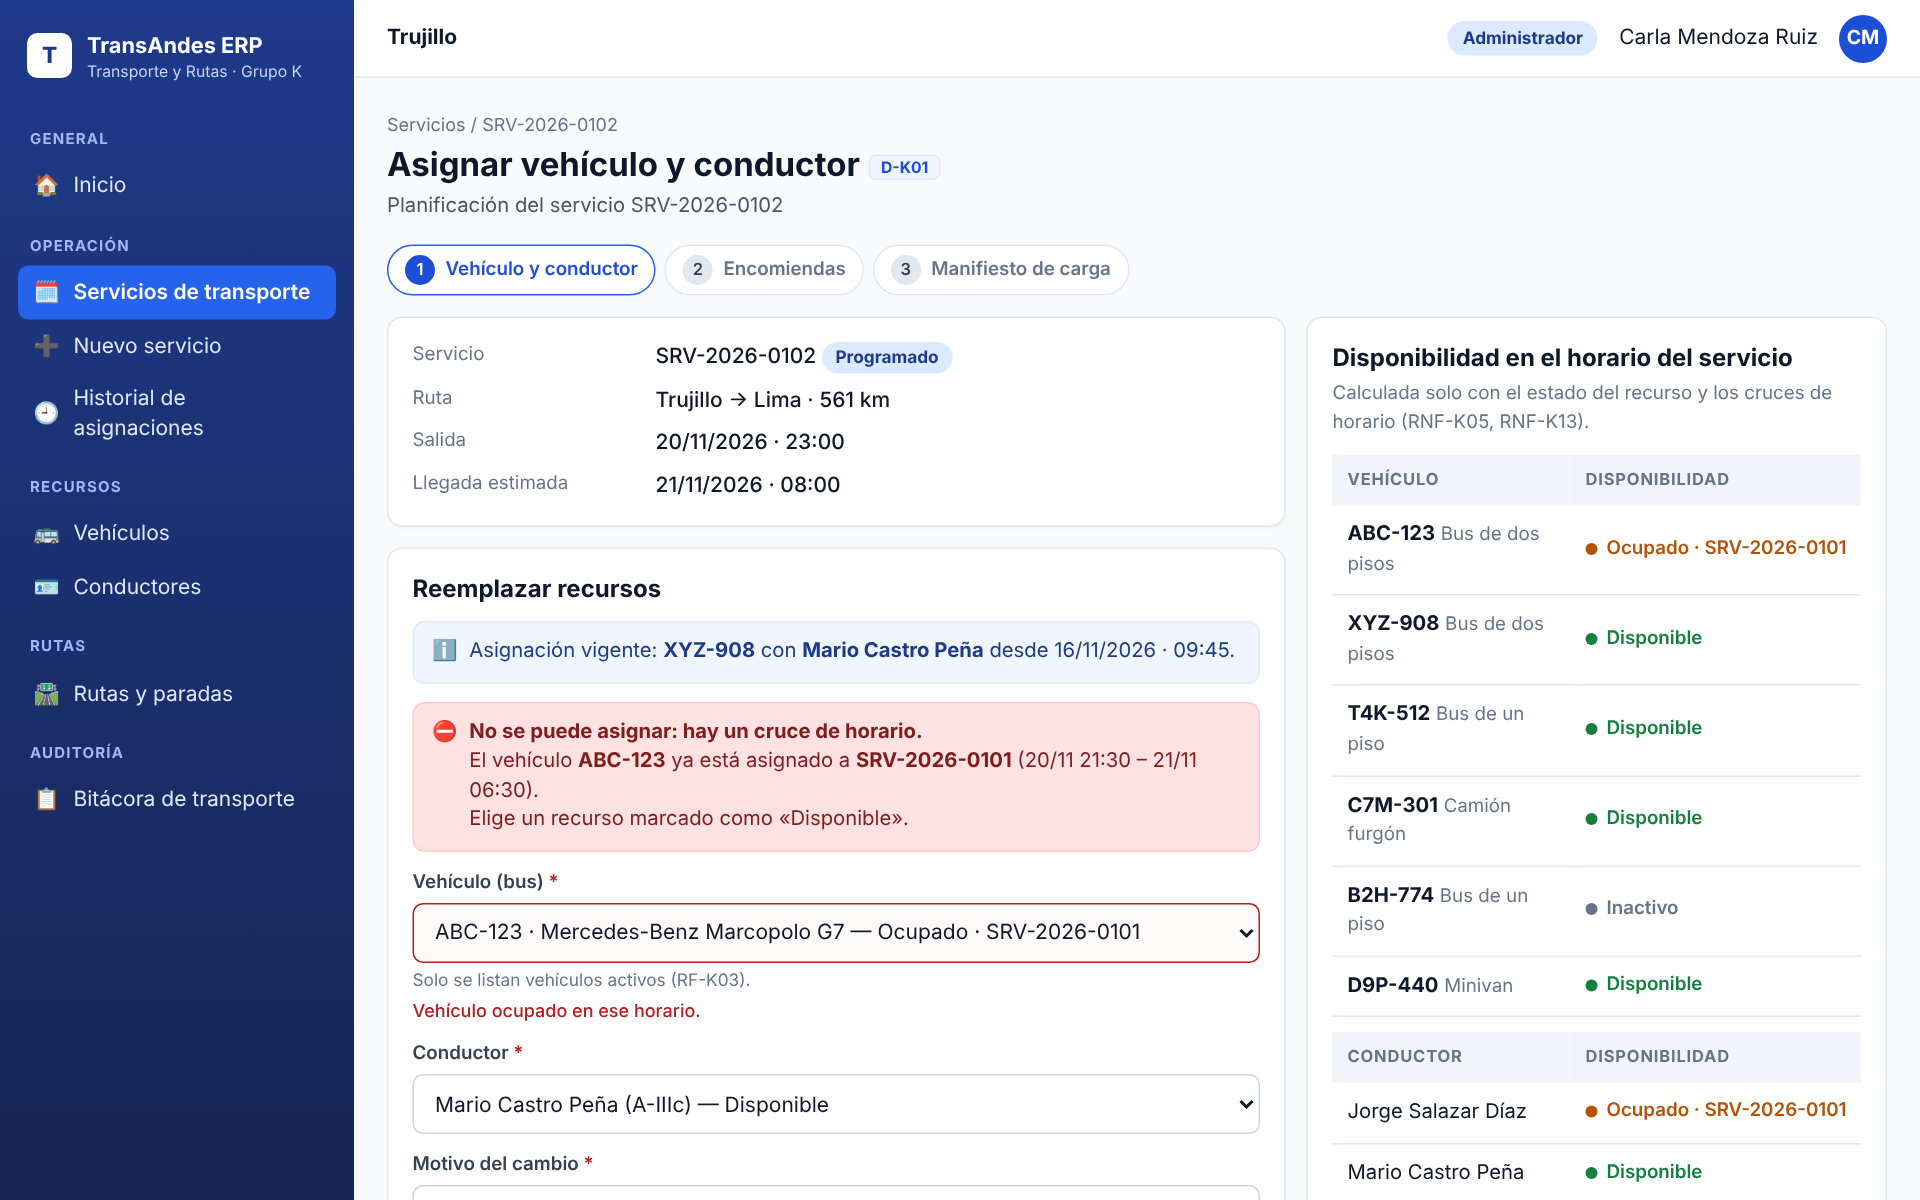 T
TransAndes ERP
Transporte y Rutas · Grupo K
GENERAL
Inicio
OPERACIÓN
Servicios de transporte
Nuevo servicio
Historial de
asignaciones
RECURSOS
Vehículos
Conductores
RUTAS
Rutas y paradas
AUDITORÍA
Bitácora de transporte
Trujillo
Administrador
Carla Mendoza Ruiz
CM
Servicios / SRV-2026-0102
Asignar vehículo y conductor D-K01
Planificación del servicio SRV-2026-0102
1 Vehículo y conductor
2 Encomiendas
3 Manifiesto de carga
Servicio SRV-2026-0102 Programado
Ruta Trujillo → Lima · 561 km
Salida 20/11/2026 · 23:00
Llegada estimada 21/11/2026 · 08:00
Reemplazar recursos
Asignación vigente: XYZ-908 con Mario Castro Peña desde 16/11/2026 · 09:45.
No se puede asignar: hay un cruce de horario.
El vehículo ABC-123 ya está asignado a SRV-2026-0101 (20/11 21:30 – 21/11
06:30).
Elige un recurso marcado como «Disponible».
Vehículo (bus) *
ABC-123 · Mercedes-Benz Marcopolo G7 — Ocupado · SRV-2026-0101
Solo se listan vehículos activos (RF-K03).
Vehículo ocupado en ese horario.
Conductor *
Mario Castro Peña (A-IIIc) — Disponible
Motivo del cambio *
Disponibilidad en el horario del servicio
Calculada solo con el estado del recurso y los cruces de
horario (RNF-K05, RNF-K13).
VEHÍCULO DISPONIBILIDAD
ABC-123 Bus de dos
pisos
Ocupado · SRV-2026-0101
XYZ-908 Bus de dos
pisos
Disponible
T4K-512 Bus de un
piso
Disponible
C7M-301 Camión
furgón
Disponible
B2H-774 Bus de un
piso
Inactivo
D9P-440 Minivan
Disponible
CONDUCTOR DISPONIBILIDAD
Jorge Salazar Díaz Ocupado · SRV-2026-0101
Mario Castro Peña Disponible